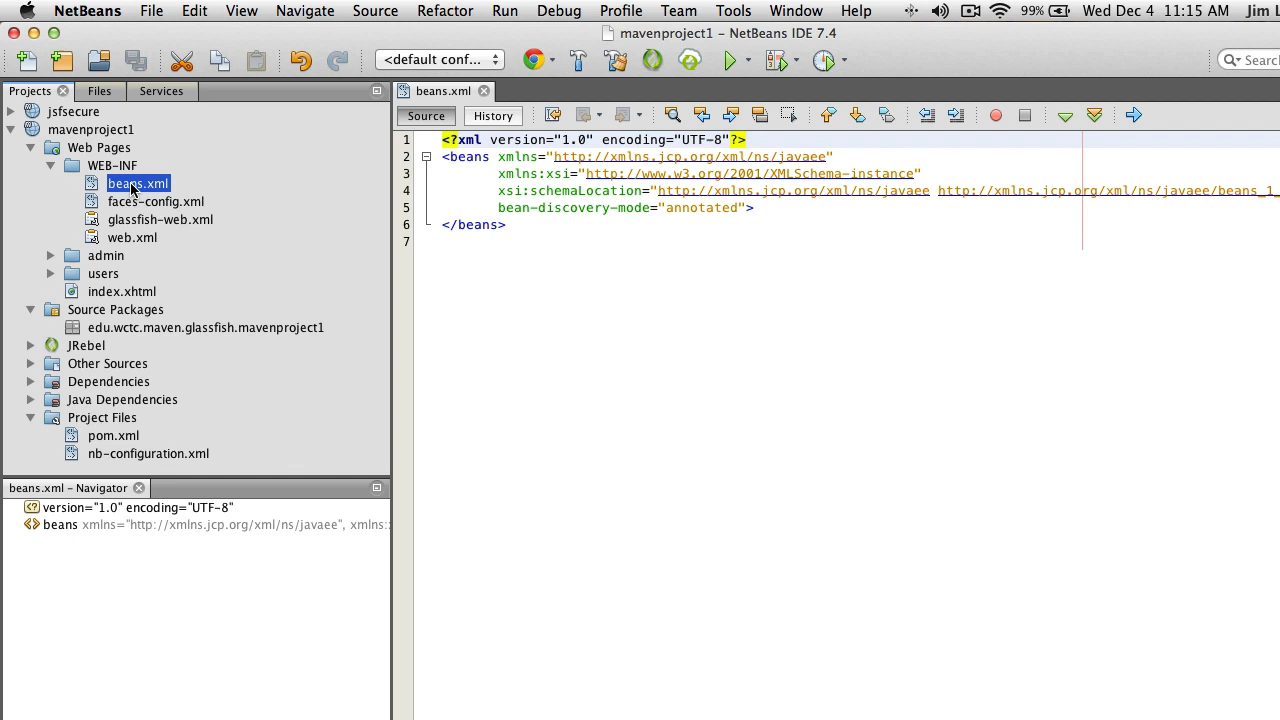 NetBeans File Edit View Navigate Source Refactor Run Debug Profile Team Tools Window Help 99% Wed Dec 4 11:15 AM Jim L
mavenproject1 – NetBeans IDE 7.4
<default conf... Searc
Projects Files Services
beans.xml
Source History
jsfsecure
mavenproject1
Web Pages
WEB-INF
beans.xml
faces-config.xml
glassfish-web.xml
web.xml
admin
users
index.xhtml
Source Packages
edu.wctc.maven.glassfish.mavenproject1
JRebel
Other Sources
Dependencies
Java Dependencies
Project Files
pom.xml
nb-configuration.xml
1 <?xml version="1.0" encoding="UTF-8"?>
2 <beans xmlns="http://xmlns.jcp.org/xml/ns/javaee"
3 xmlns:xsi="http://www.w3.org/2001/XMLSchema-instance"
4 xsi:schemaLocation="http://xmlns.jcp.org/xml/ns/javaee http://xmlns.jcp.org/xml/ns/javaee/beans_1_
5 bean-discovery-mode="annotated">
6 </beans>
7
beans.xml – Navigator
version="1.0" encoding="UTF-8"
beans xmlns="http://xmlns.jcp.org/xml/ns/javaee", xmlns: